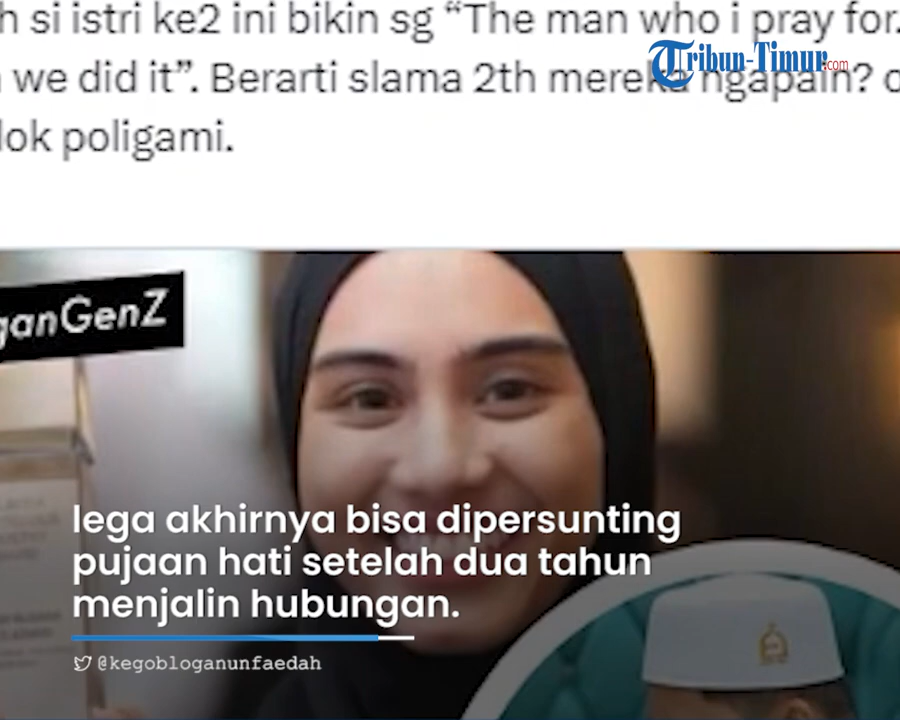 h si istri ke2 ini bikin sg “The man who i pray for.
we did it”. Berarti slama 2th mereka ngapain?
lok poligami.
Tribun-Timur.com
ganGenZ
lega akhirnya bisa dipersunting
pujaan hati setelah dua tahun
menjalin hubungan.
@kegobloganunfaedah